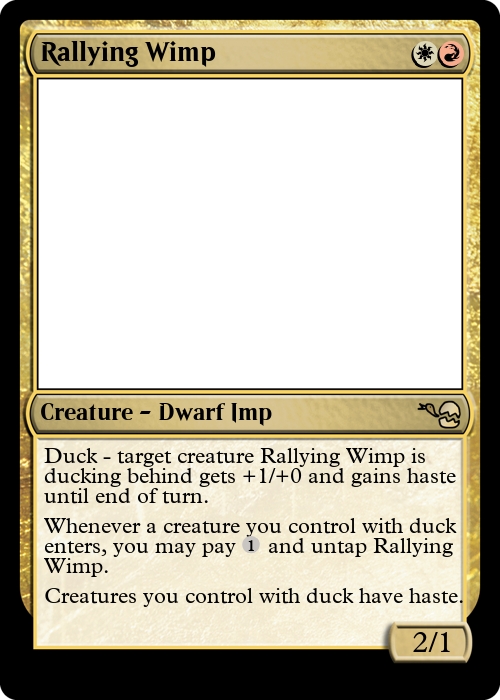 Rallying Wimp
Creature – Dwarf Imp
Duck - target creature Rallying Wimp is
ducking behind gets +1/+0 and gains haste
until end of turn.
Whenever a creature you control with duck
enters, you may pay 1 and untap Rallying
Wimp.
Creatures you control with duck have haste.
2/1